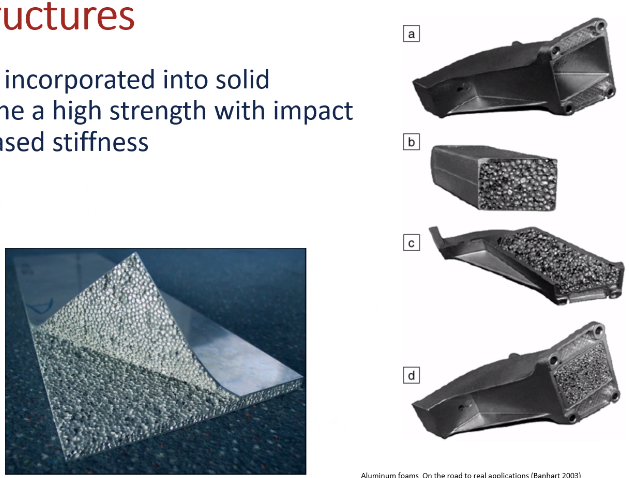 uctures
incorporated into solid
ne a high strength with impact
ased stiffness
a
b
c
d
Aluminum foams. On the road to real applications (Banhart 2003)